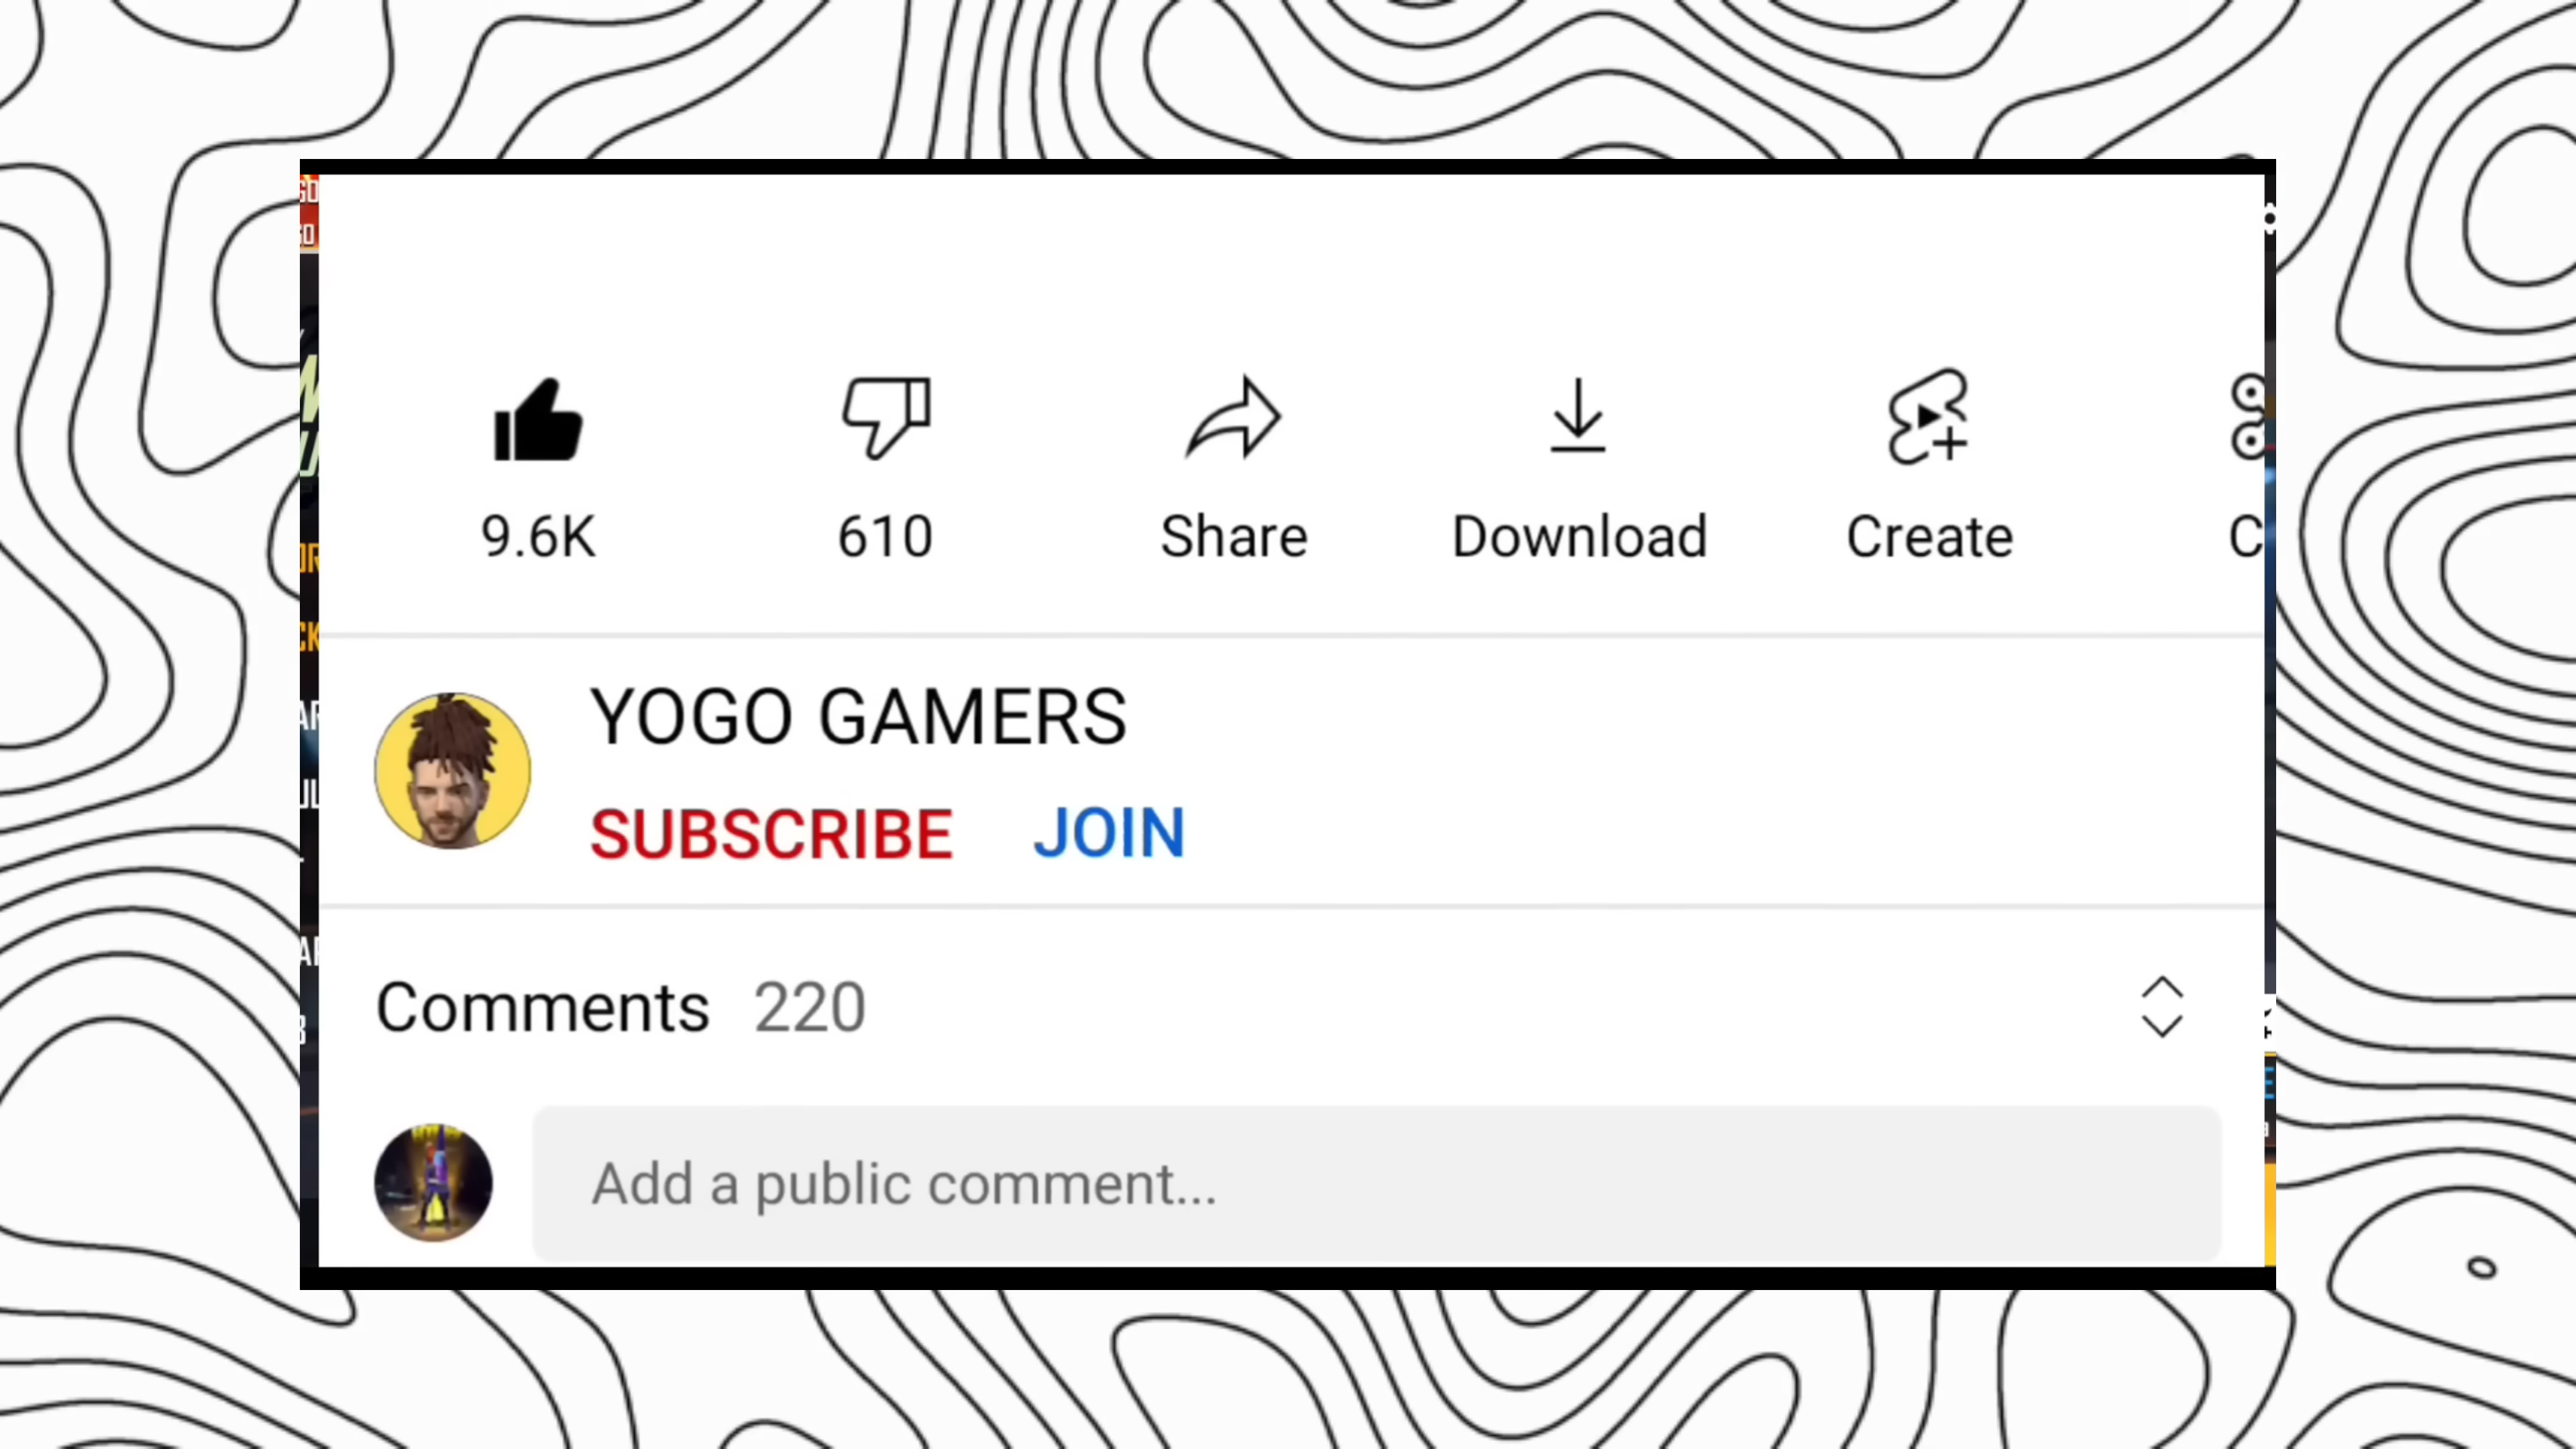 9.6K 610 Share Download Create C
YOGO GAMERS
SUBSCRIBE JOIN
Comments 220
Add a public comment...